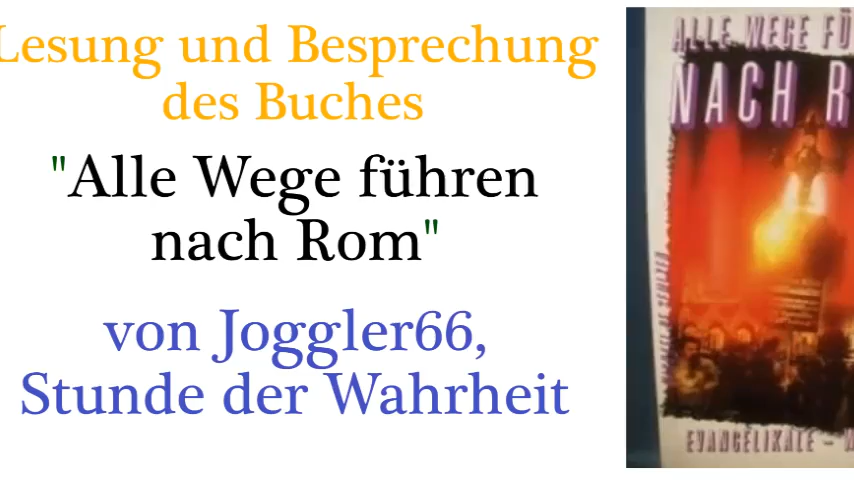 Lesung und Besprechung
des Buches
"Alle Wege führen
nach Rom"
von Joggler66,
Stunde der Wahrheit
ALLE WEGE FÜ
NACH R
EVANGELIKALE –